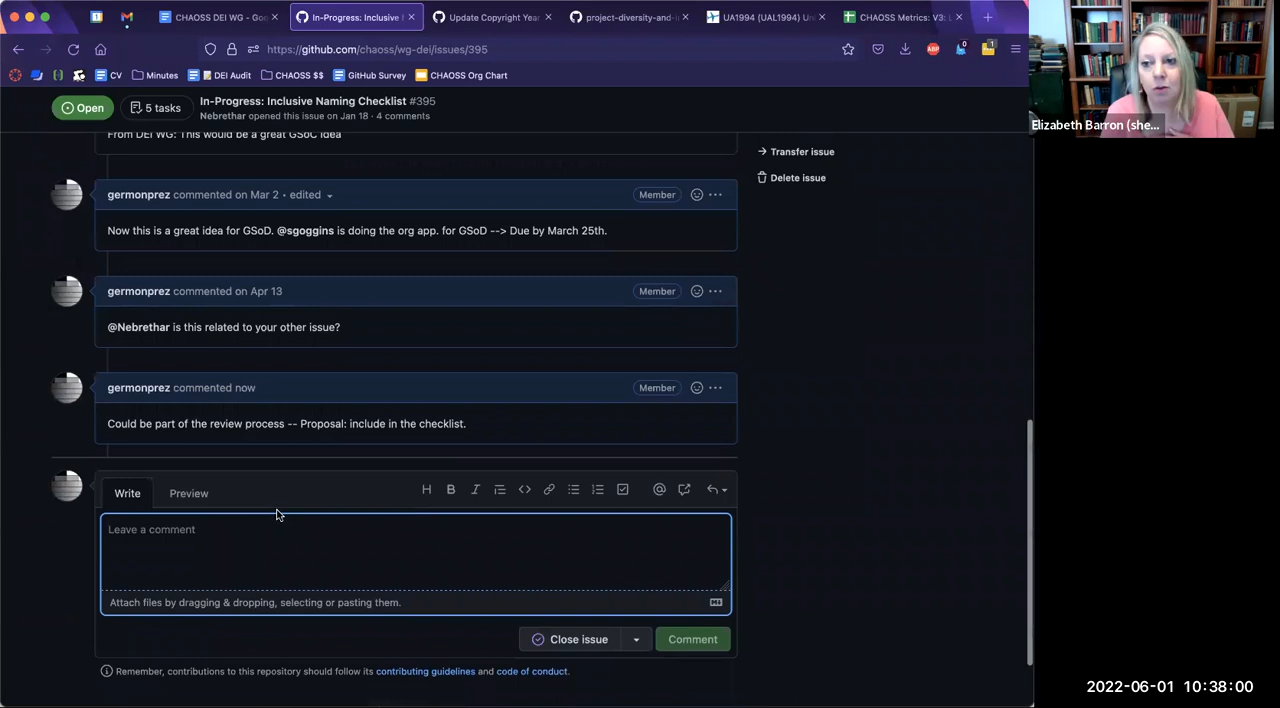 CHAOSS DEI WG - Goo
In-Progress: Inclusive
Update Copyright Yea
project-diversity-and-i
UA1994 (UAL1994) Un
CHAOSS Metrics: V3: L
https://github.com/chaoss/wg-dei/issues/395
ABP
0
1
CV
Minutes
DEI Audit
CHAOSS $$
GitHub Survey
CHAOSS Org Chart
Open
5 tasks
In-Progress: Inclusive Naming Checklist #395
Nebrethar opened this issue on Jan 18 · 4 comments
From DEI WG: This would be a great GSoC idea
Transfer issue
Delete issue
germonprez commented on Mar 2 • edited
Member
Now this is a great idea for GSoD. @sgoggins is doing the org app. for GSoD --> Due by March 25th.
germonprez commented on Apr 13
Member
@Nebrethar is this related to your other issue?
germonprez commented now
Member
Could be part of the review process -- Proposal: include in the checklist.
Write
Preview
Leave a comment
Attach files by dragging & dropping, selecting or pasting them.
Close issue
Comment
Remember, contributions to this repository should follow its contributing guidelines and code of conduct.
Elizabeth Barron (she...
2022-06-01 10:38:00